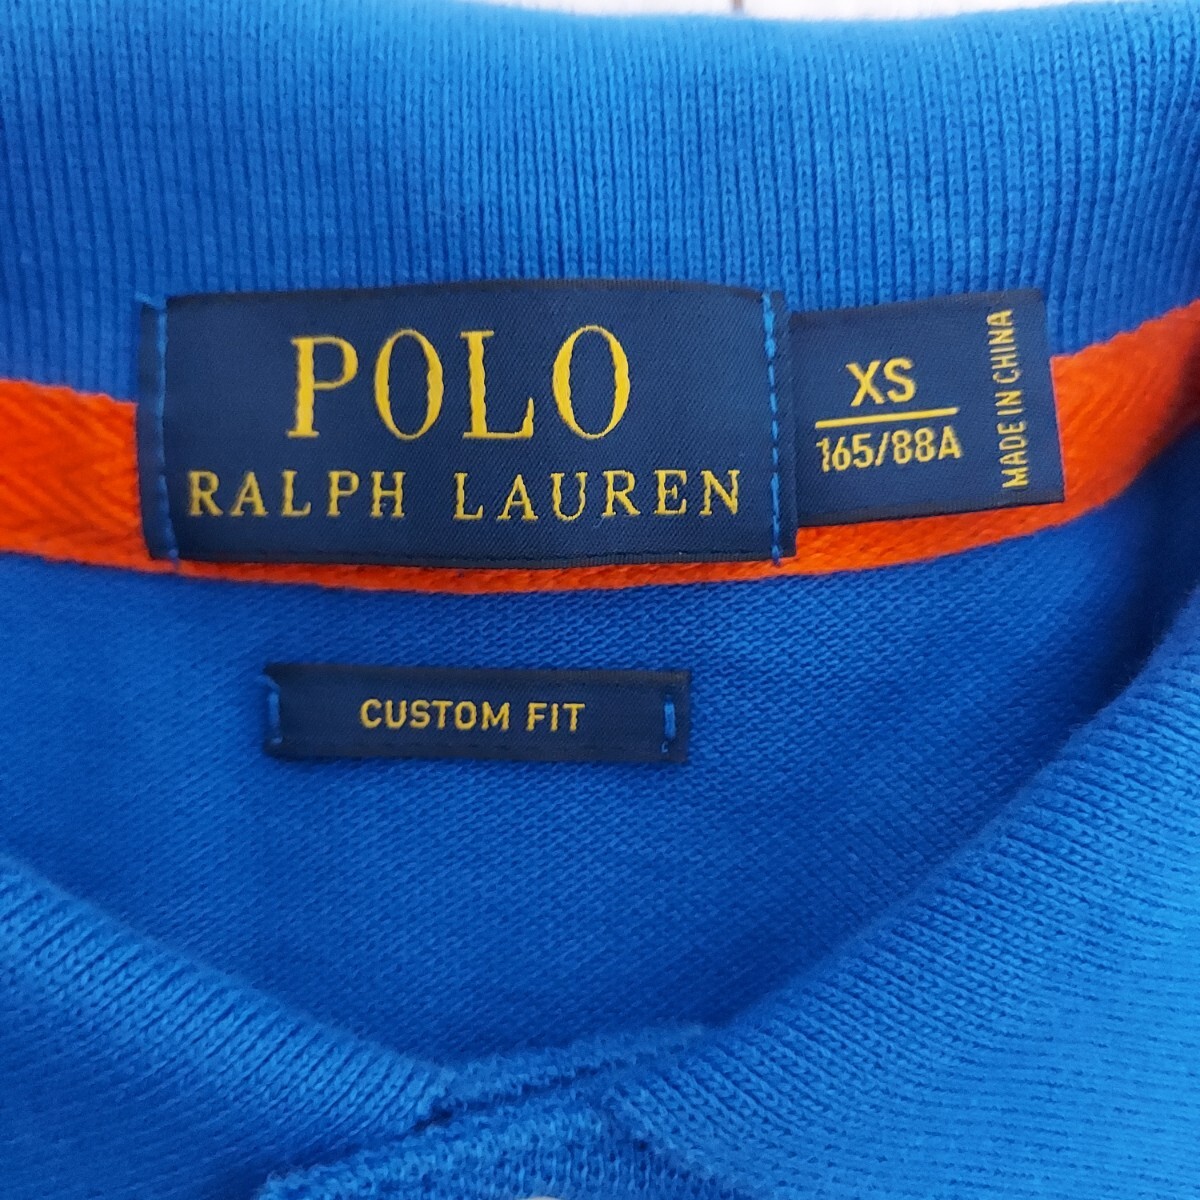 POLO
RALPH LAUREN
XS
165/88A
MADE IN CHINA
CUSTOM FIT